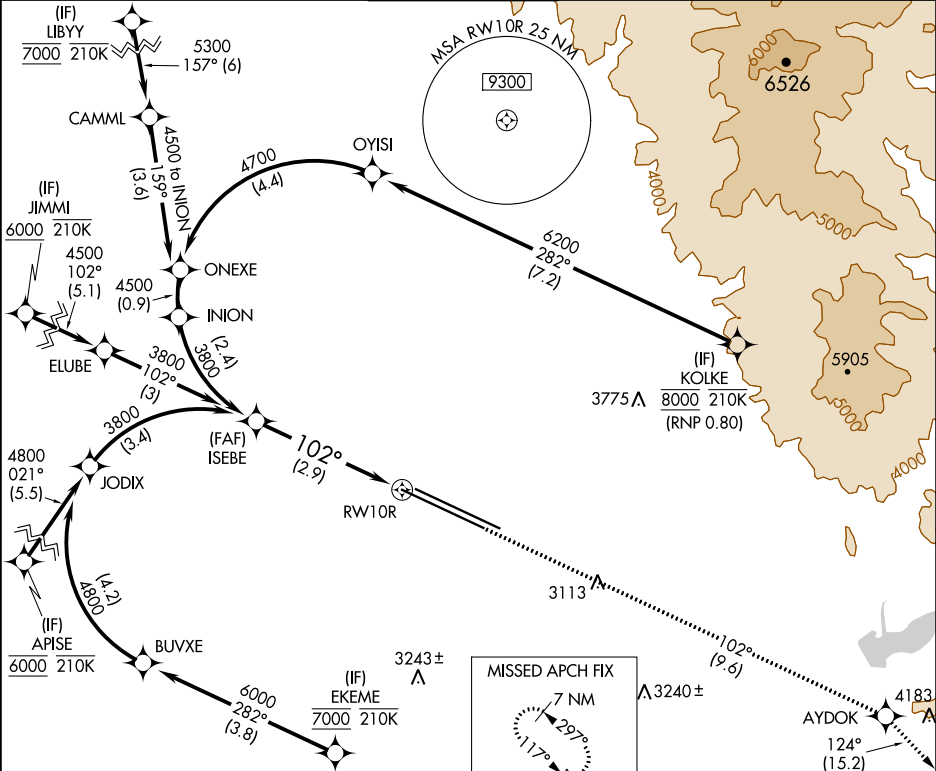 (IF)
LIBYY
7000 210K
5300
157° (6)
CAMML
4500 to INION
159°
(3.6)
MSA RW10R 25 NM
9300
6000
6526
OYISI
4700
(4.4)
4000
5000
(IF)
JIMMI
6000 210K
4500
102°
(5.1)
6200
282°
(7.2)
ONEXE
4500
(0.9)
INION
(2.4)
3800
ELUBE
3800
102°
(3)
(IF)
KOLKE
3775 8000 210K
(RNP 0.80)
5905
5000
4000
3800
(3.4)
(FAF)
ISEBE
102°
(2.9)
4800
021°
(5.5)
JODIX
RW10R
(4.2)
4800
3113
(IF)
APISE
6000 210K
BUVXE
102°
(9.6)
3243±
(IF)
EKEME
7000 210K
6000
282°
(3.8)
MISSED APCH FIX
7 NM
297°
117°
3240±
4183
AYDOK
124°
(15.2)